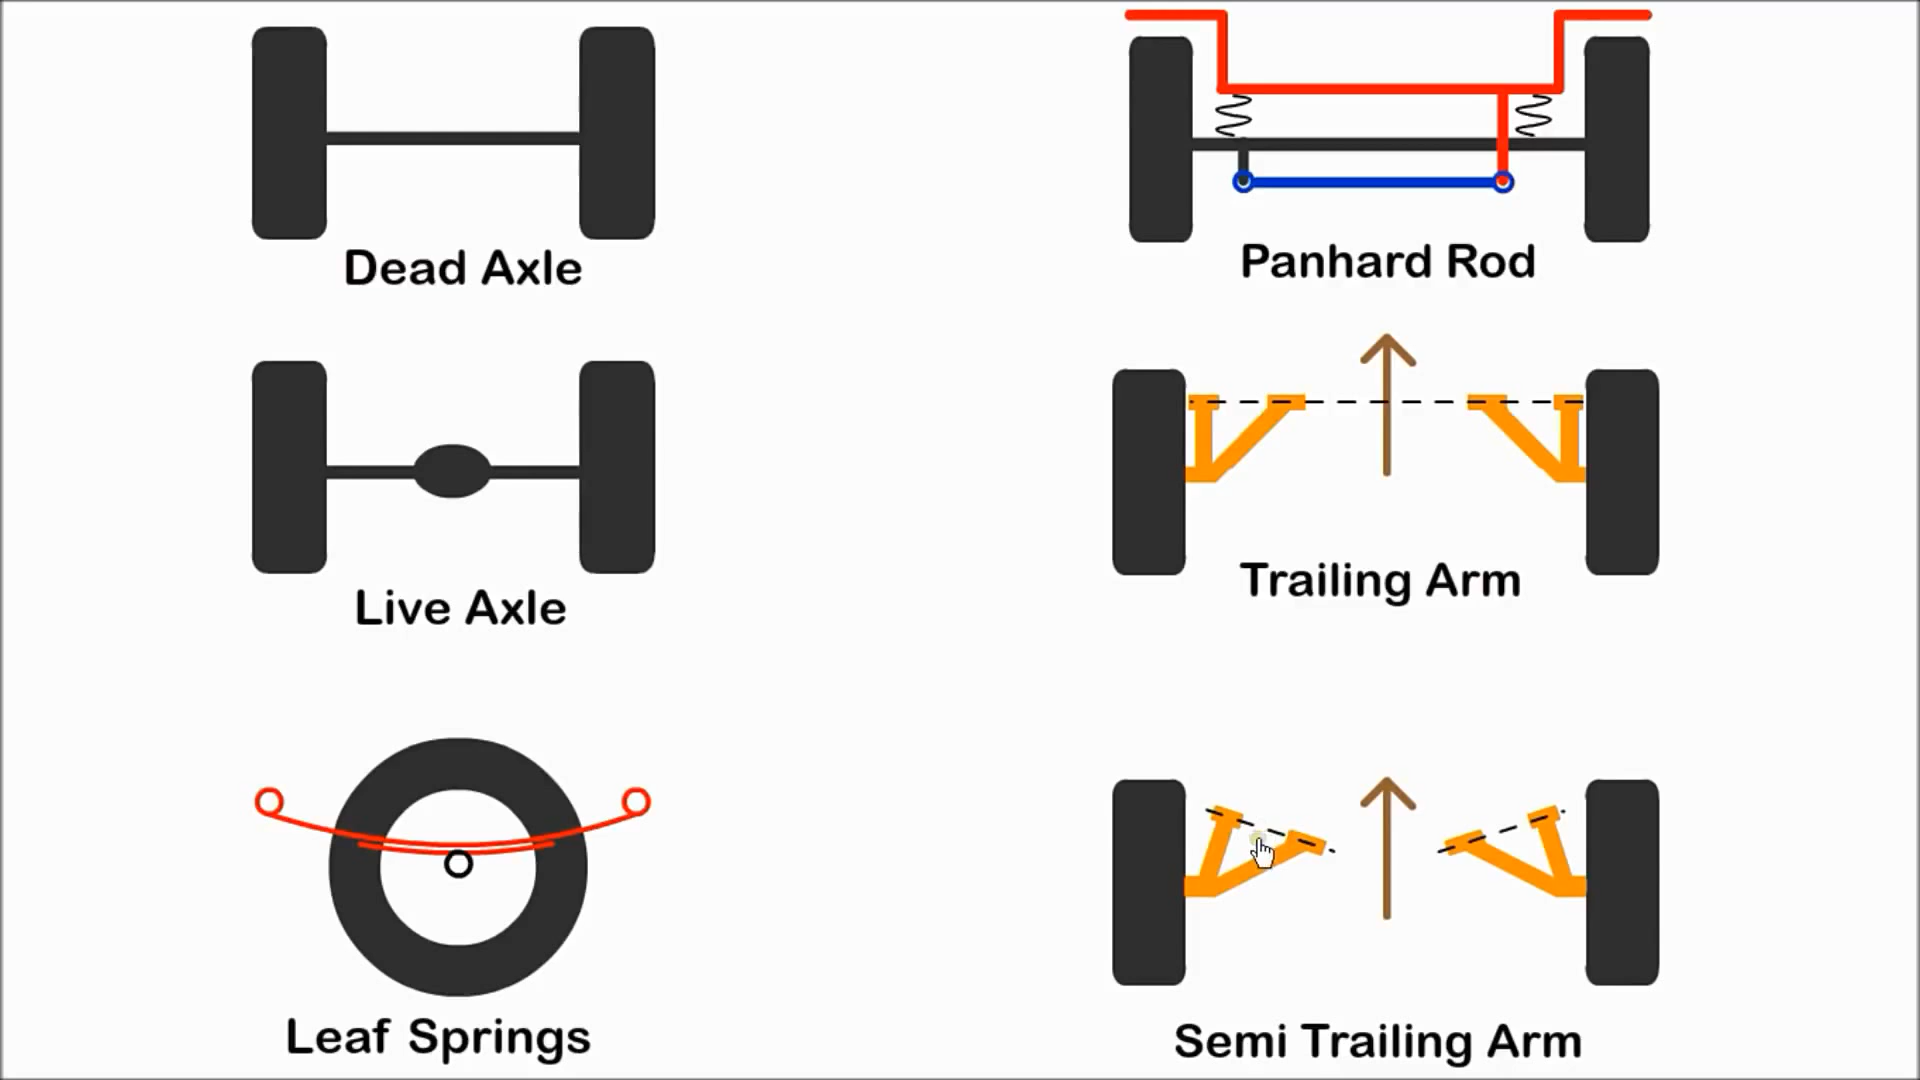 Dead Axle
Panhard Rod
Live Axle
Trailing Arm
Leaf Springs
Semi Trailing Arm